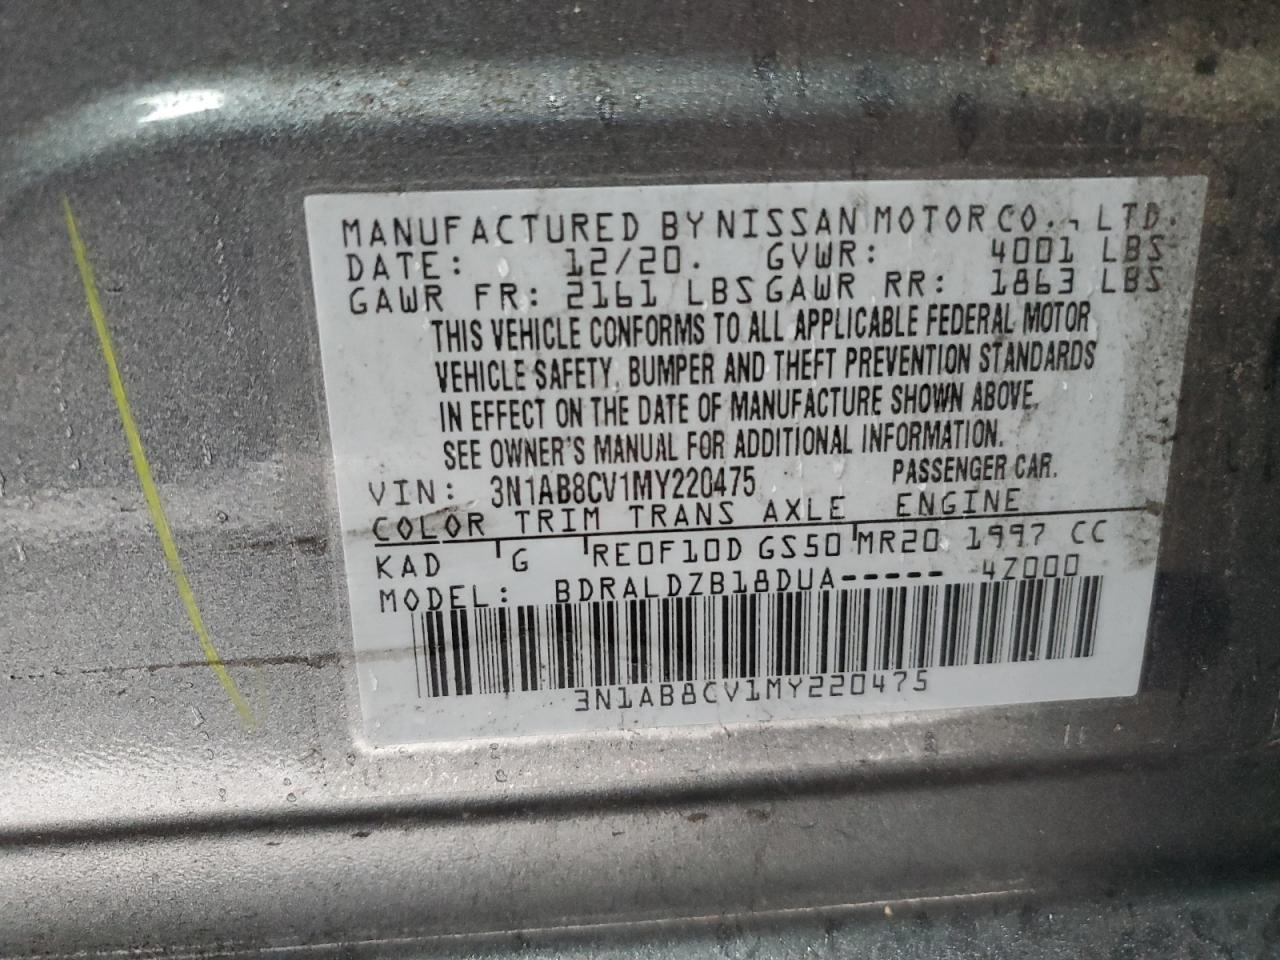 MANUFACTURED BY NISSAN MOTOR CO., LTD.
DATE: 12/20. GVWR: 4001 LBS
GAWR FR: 2161 LBS GAWR RR: 1863 LBS
THIS VEHICLE CONFORMS TO ALL APPLICABLE FEDERAL MOTOR
VEHICLE SAFETY, BUMPER AND THEFT PREVENTION STANDARDS
IN EFFECT ON THE DATE OF MANUFACTURE SHOWN ABOVE.
SEE OWNER'S MANUAL FOR ADDITIONAL INFORMATION.
VIN: 3N1AB8CV1MY220475 PASSENGER CAR.
COLOR TRIM TRANS AXLE ENGINE
KAD G RE0F10D GS50 MR20 1997 CC
MODEL: BDRALDZB18DUA----- 4Z000
3N1AB8CV1MY220475